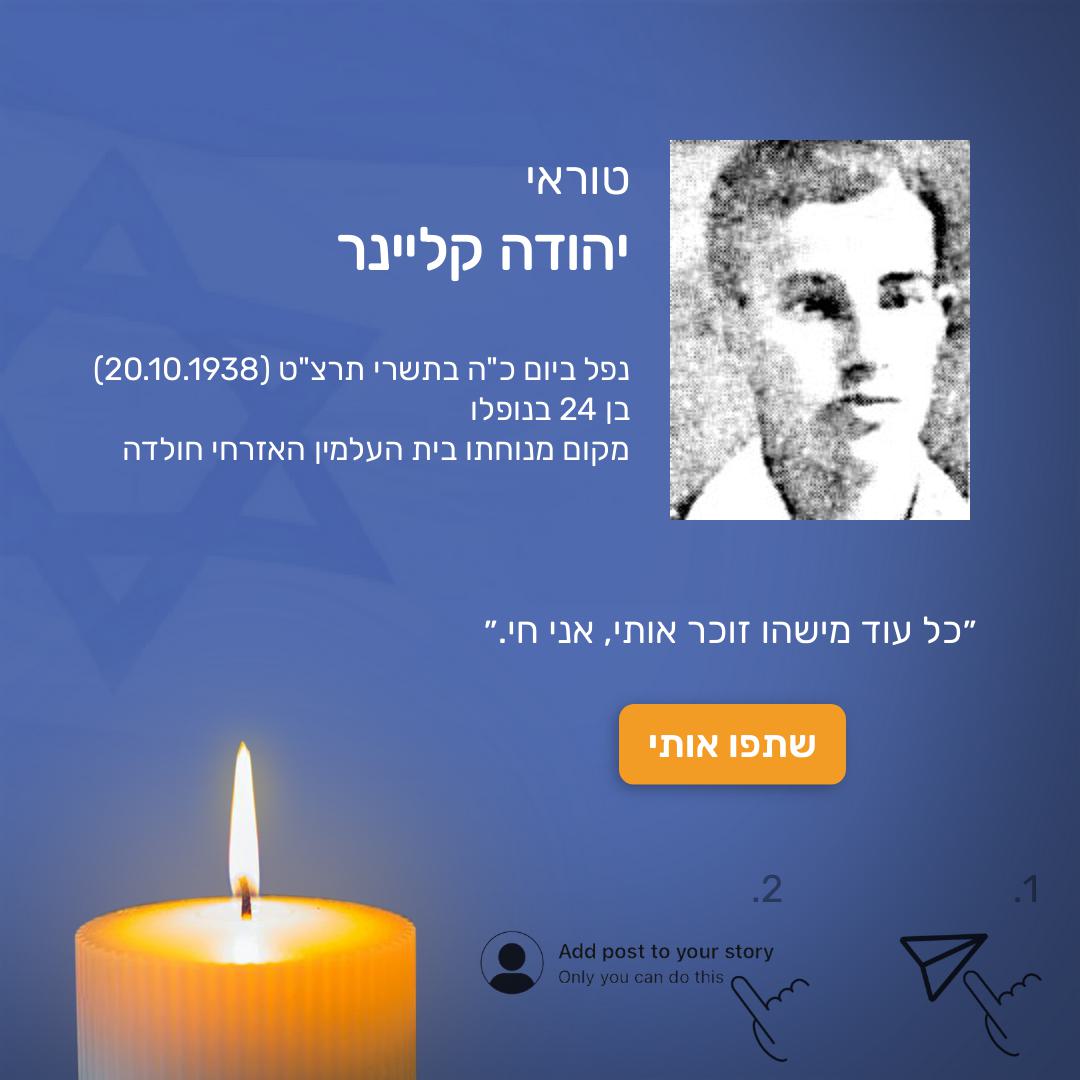 טוראי
יהודה קליינר
נפל ביום כ"ה בתשרי תרצ"ט (20.10.1938)
בן 24 בנופלו
מקום מנוחתו בית העלמין האזרחי חולדה
״כל עוד מישהו זוכר אותי, אני חי.״
שתפו אותי
1.
2.
Add post to your story
Only you can do this